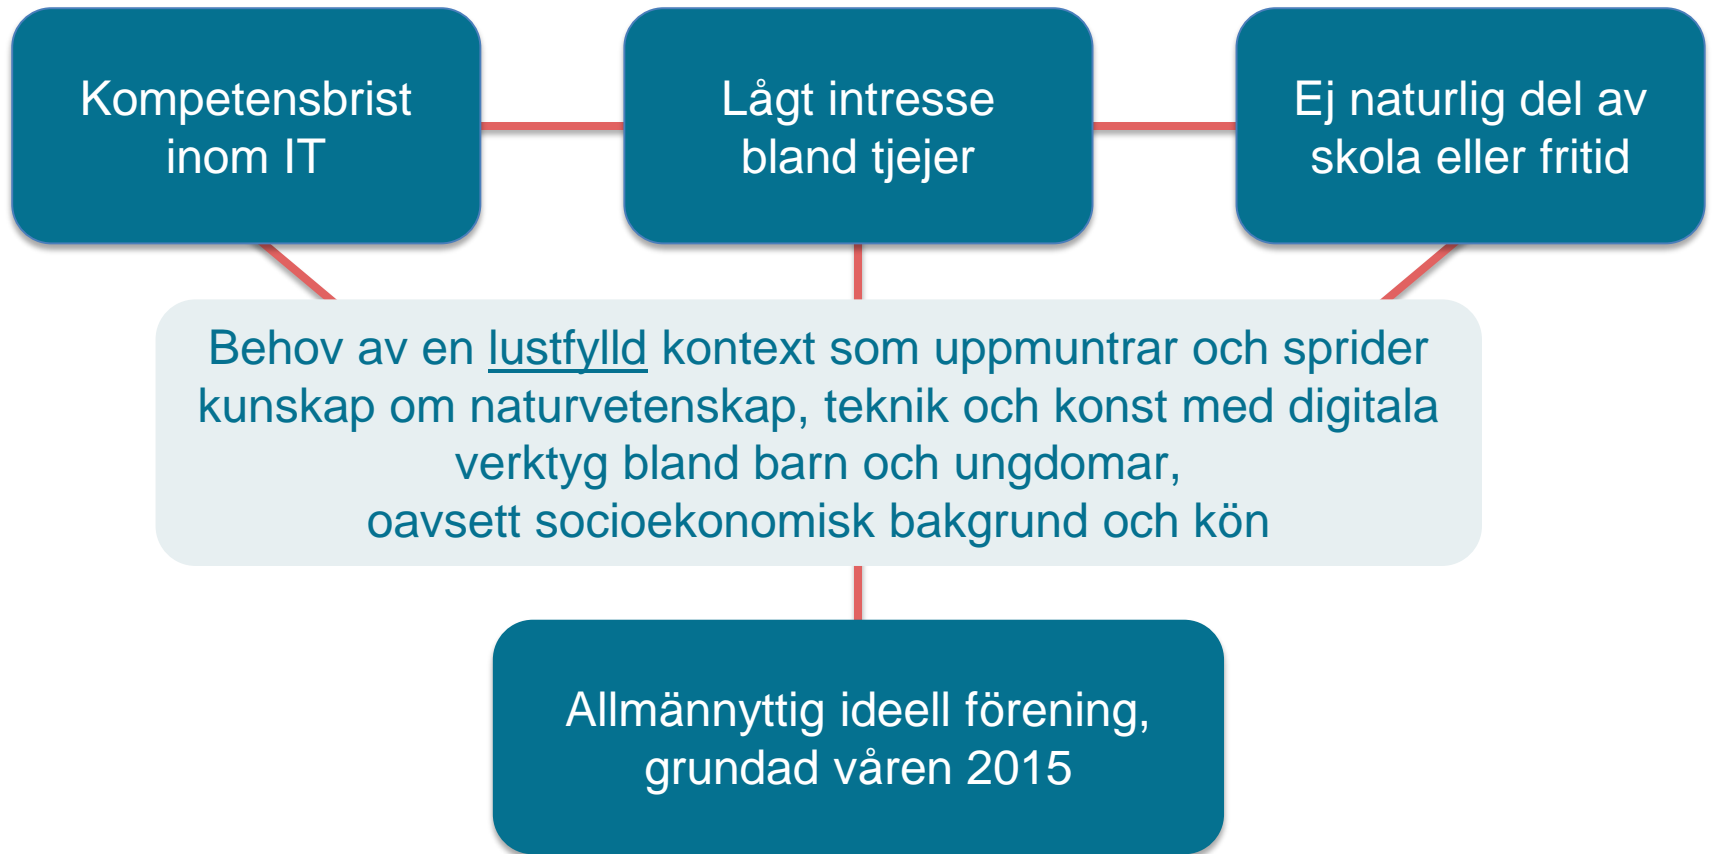 Kompetensbrist
inom IT
Lågt intresse
bland tjejer
Ej naturlig del av
skola eller fritid
Behov av en lustfylld kontext som uppmuntrar och sprider
kunskap om naturvetenskap, teknik och konst med digitala
verktyg bland barn och ungdomar,
oavsett socioekonomisk bakgrund och kön
Allmännyttig ideell förening,
grundad våren 2015